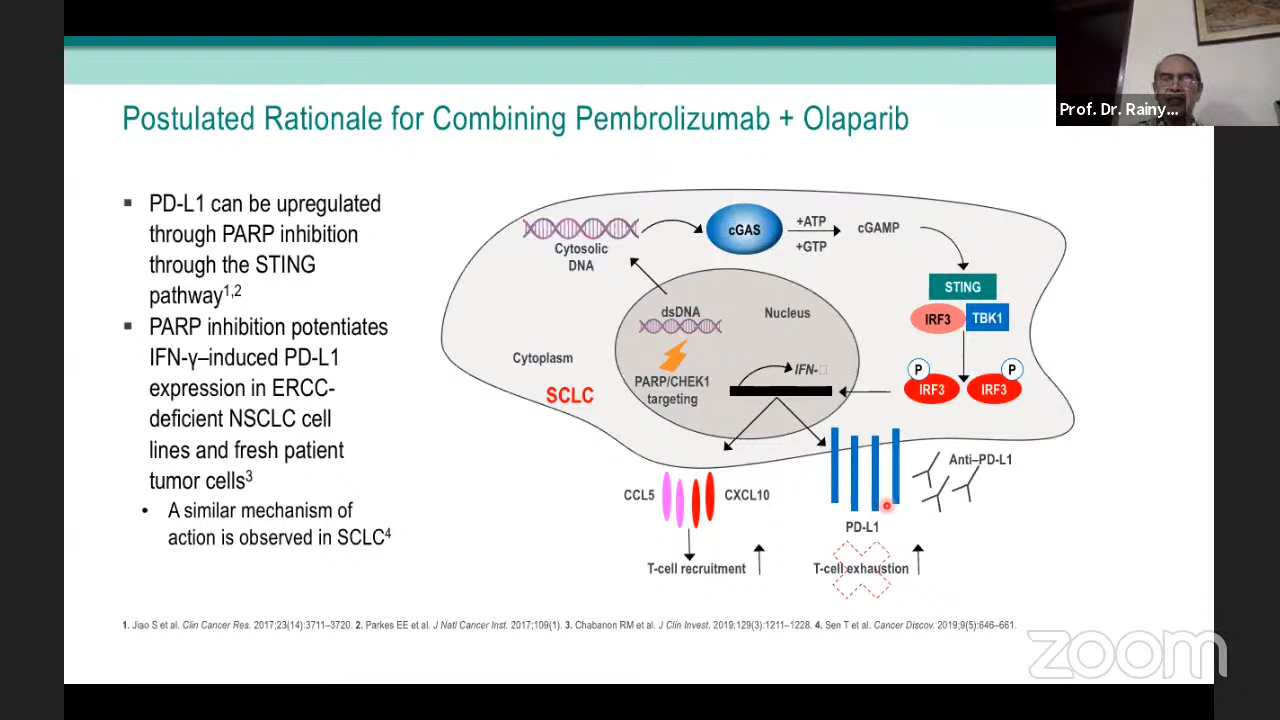 Prof. Dr. Rainy...
Postulated Rationale for Combining Pembrolizumab + Olaparib
▪ PD-L1 can be upregulated
through PARP inhibition
through the STING
pathway1,2
▪ PARP inhibition potentiates
IFN-γ–induced PD-L1
expression in ERCC-
deficient NSCLC cell
lines and fresh patient
tumor cells3
• A similar mechanism of
action is observed in SCLC4
Cytosolic
DNA
cGAS
+ATP
+GTP
cGAMP
STING
IRF3
TBK1
P
P
IRF3
IRF3
dsDNA
Nucleus
Cytoplasm
SCLC
PARP/CHEK1
targeting
IFN-□
CCL5
CXCL10
T-cell recruitment
Anti–PD-L1
PD-L1
T-cell exhaustion
1. Jiao S et al. Clin Cancer Res. 2017;23(14):3711–3720. 2. Parkes EE et al. J Natl Cancer Inst. 2017;109(1). 3. Chabanon RM et al. J Clin Invest. 2019;129(3):1211–1228. 4. Sen T et al. Cancer Discov. 2019;9(5):646–661.
zoom